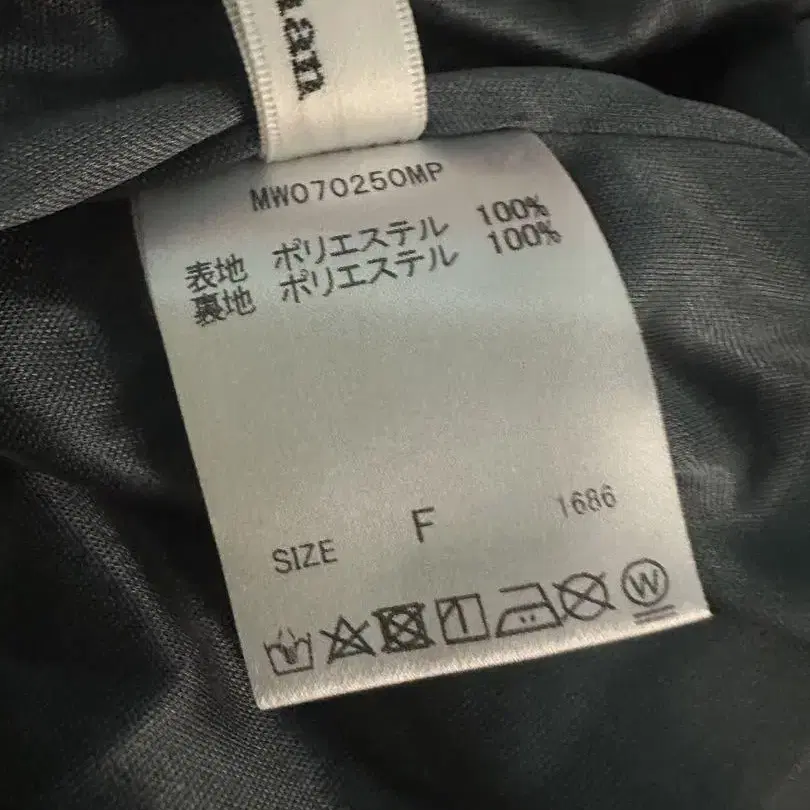 MW070250MP
表地 ポリエステル 100%
裏地 ポリエステル 100%
SIZE F 1686
W